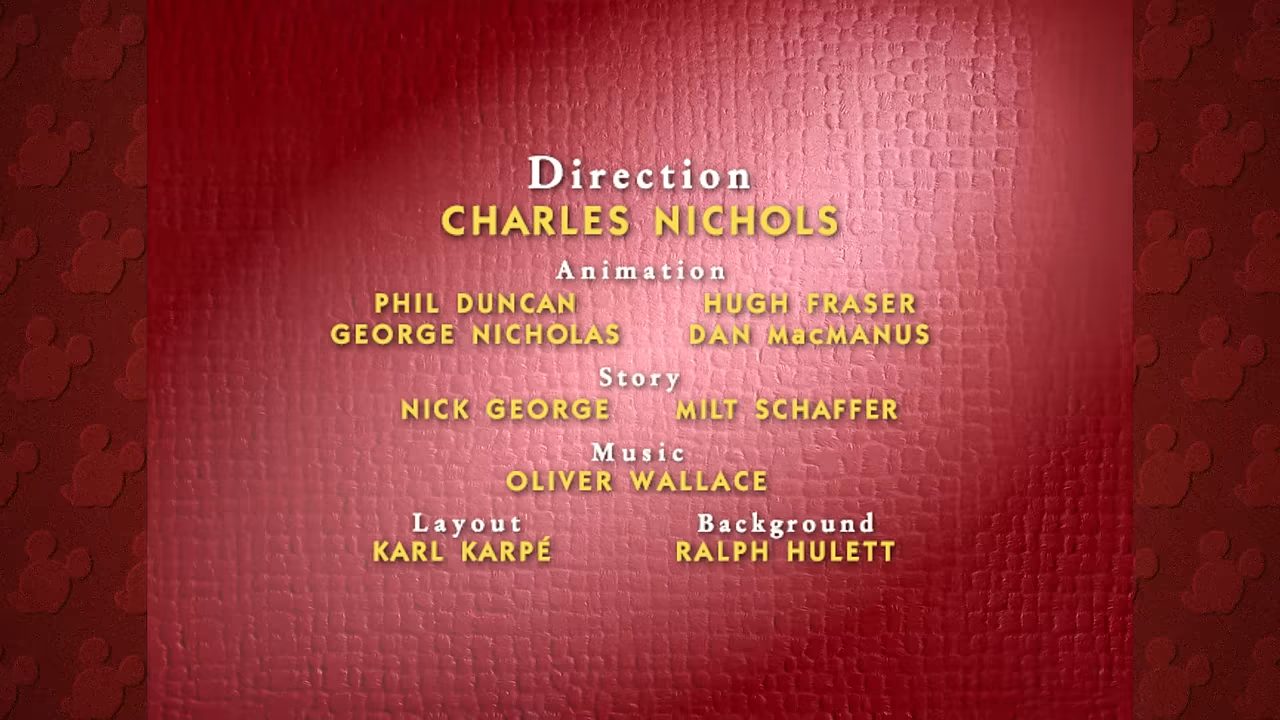 Direction
CHARLES NICHOLS
Animation
PHIL DUNCAN HUGH FRASER
GEORGE NICHOLAS DAN MacMANUS
Story
NICK GEORGE MILT SCHAFFER
Music
OLIVER WALLACE
Layout Background
KARL KARPÉ RALPH HULETT